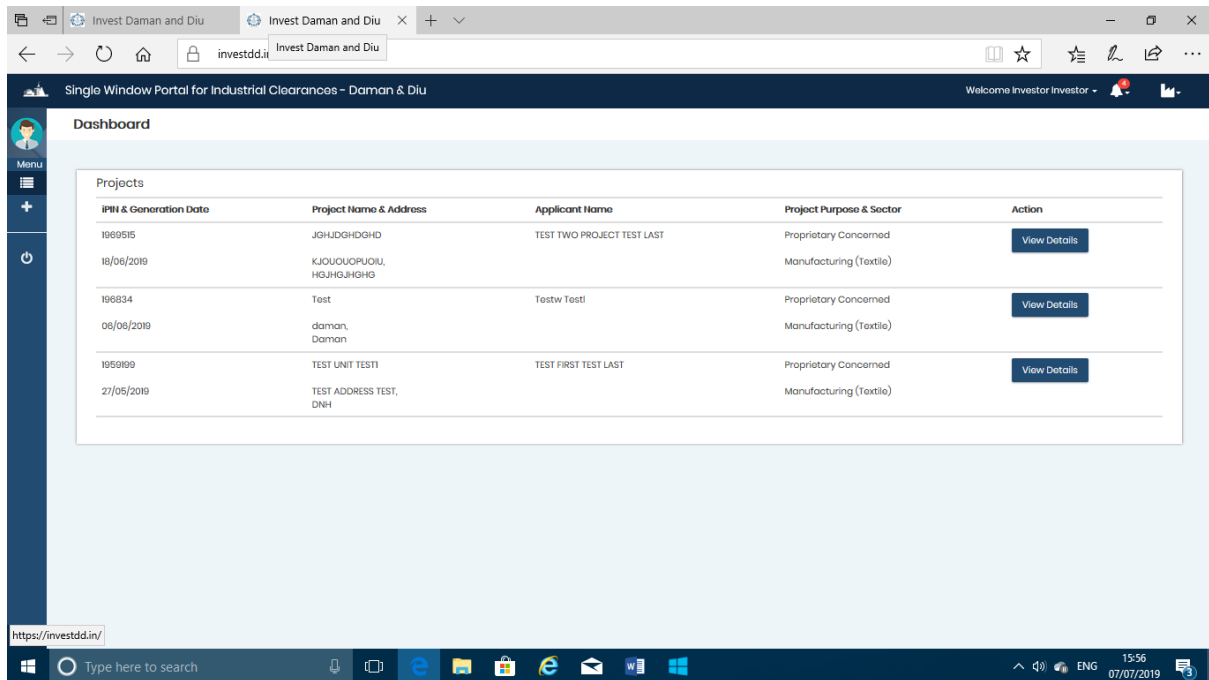 Invest Daman and Diu
Invest Daman and Diu
Invest Daman and Diu
investdd.i
Single Window Portal for Industrial Clearances - Daman & Diu
Welcome Investor Investor
4
Dashboard
Menu
Projects
iPIN & Generation Date Project Name & Address Applicant Name Project Purpose & Sector Action
1969515 JGHJDGHDGHD TEST TWO PROJECT TEST LAST Proprietary Concerned View Details
18/06/2019 KJOUOUOPUOIU, Manufacturing (Textile)
HGJHGJHGHG
196834 Test Testw Testl Proprietary Concerned View Details
06/06/2019 daman, Manufacturing (Textile)
Daman
1959199 TEST UNIT TEST1 TEST FIRST TEST LAST Proprietary Concerned View Details
27/05/2019 TEST ADDRESS TEST, Manufacturing (Textile)
DNH
https://investdd.in/
Type here to search
ENG
15:56
07/07/2019
3